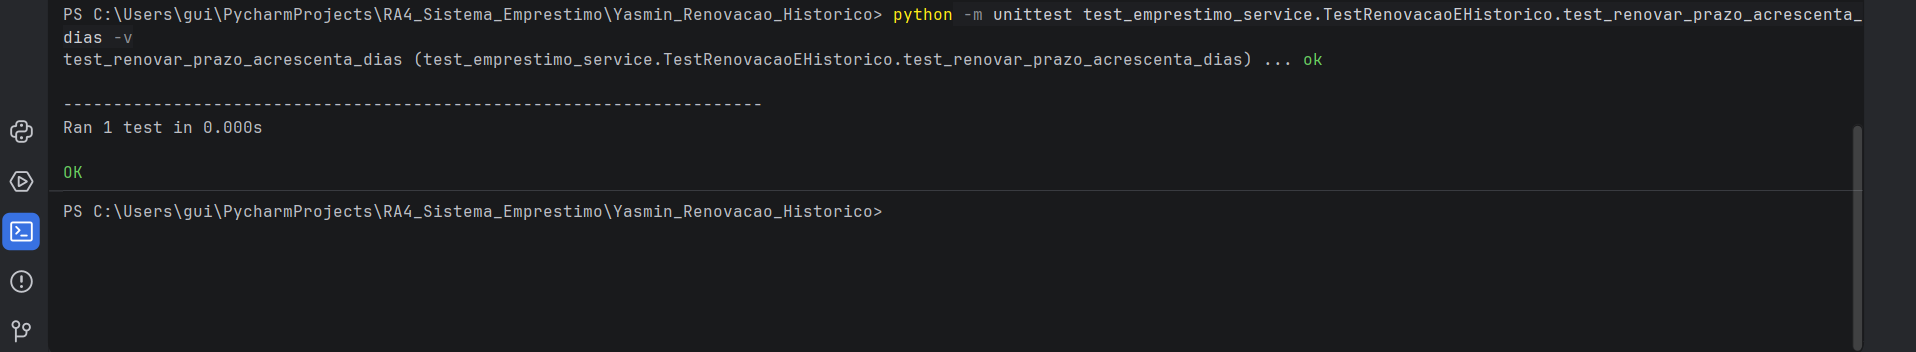 PS C:\Users\gui\PycharmProjects\RA4_Sistema_Emprestimo\Yasmin_Renovacao_Historico> python -m unittest test_emprestimo_service.TestRenovacaoEHistorico.test_renovar_prazo_acrescenta_
dias -v
test_renovar_prazo_acrescenta_dias (test_emprestimo_service.TestRenovacaoEHistorico.test_renovar_prazo_acrescenta_dias) ... ok
----------------------------------------------------------------------
Ran 1 test in 0.000s
OK
PS C:\Users\gui\PycharmProjects\RA4_Sistema_Emprestimo\Yasmin_Renovacao_Historico>